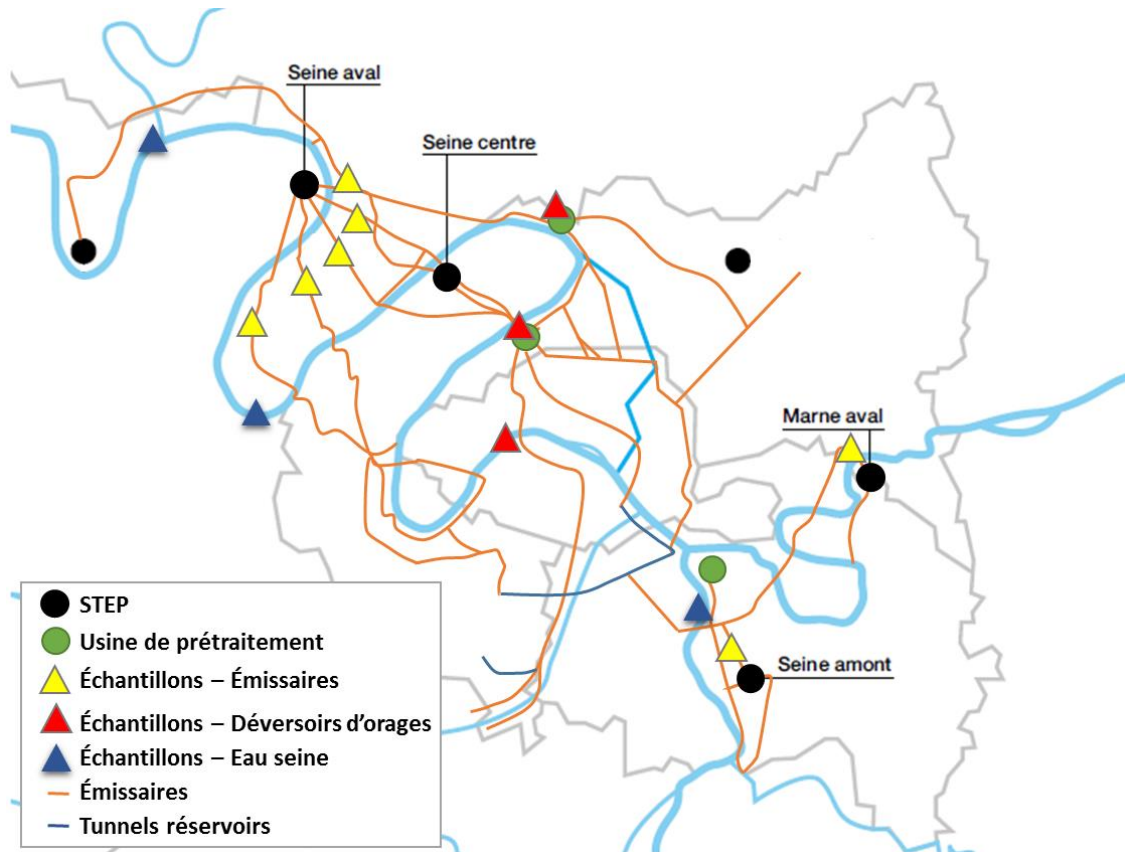 Seine aval
Seine centre
Marne aval
Seine amont
STEP
Usine de prétraitement
Échantillons – Émissaires
Échantillons – Déversoirs d’orages
Échantillons – Eau seine
Émissaires
Tunnels réservoirs